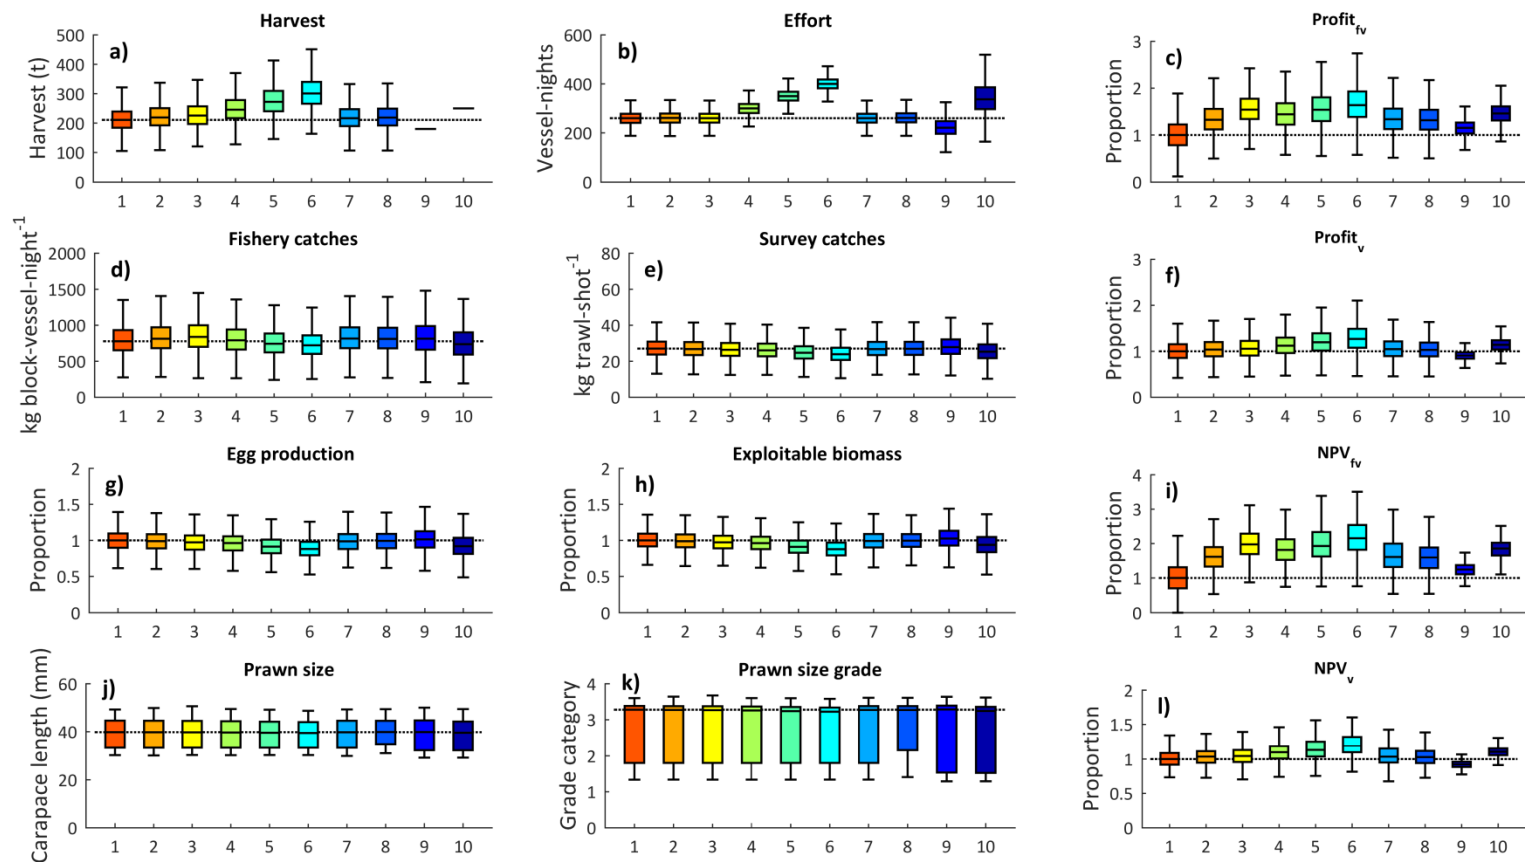 Harvest
a)
Harvest (t)
500
400
300
200
100
0
1 2 3 4 5 6 7 8 9 10
Effort
b)
Vessel-nights
600
400
200
0
1 2 3 4 5 6 7 8 9 10
Profit_fv
c)
Proportion
3
2
1
0
1 2 3 4 5 6 7 8 9 10
Fishery catches
d)
kg block-vessel-night^-1
2000
1500
1000
500
0
1 2 3 4 5 6 7 8 9 10
Survey catches
e)
kg trawl-shot^-1
80
60
40
20
0
1 2 3 4 5 6 7 8 9 10
Profit_v
f)
Proportion
3
2
1
0
1 2 3 4 5 6 7 8 9 10
Egg production
g)
Proportion
2
1.5
1
0.5
0
1 2 3 4 5 6 7 8 9 10
Exploitable biomass
h)
Proportion
2
1.5
1
0.5
0
1 2 3 4 5 6 7 8 9 10
NPV_fv
i)
Proportion
4
3
2
1
0
1 2 3 4 5 6 7 8 9 10
Prawn size
j)
Carapace length (mm)
60
40
20
0
1 2 3 4 5 6 7 8 9 10
Prawn size grade
k)
Grade category
4
3
2
1
0
1 2 3 4 5 6 7 8 9 10
NPV_v
l)
Proportion
2
1.5
1
0.5
0
1 2 3 4 5 6 7 8 9 10